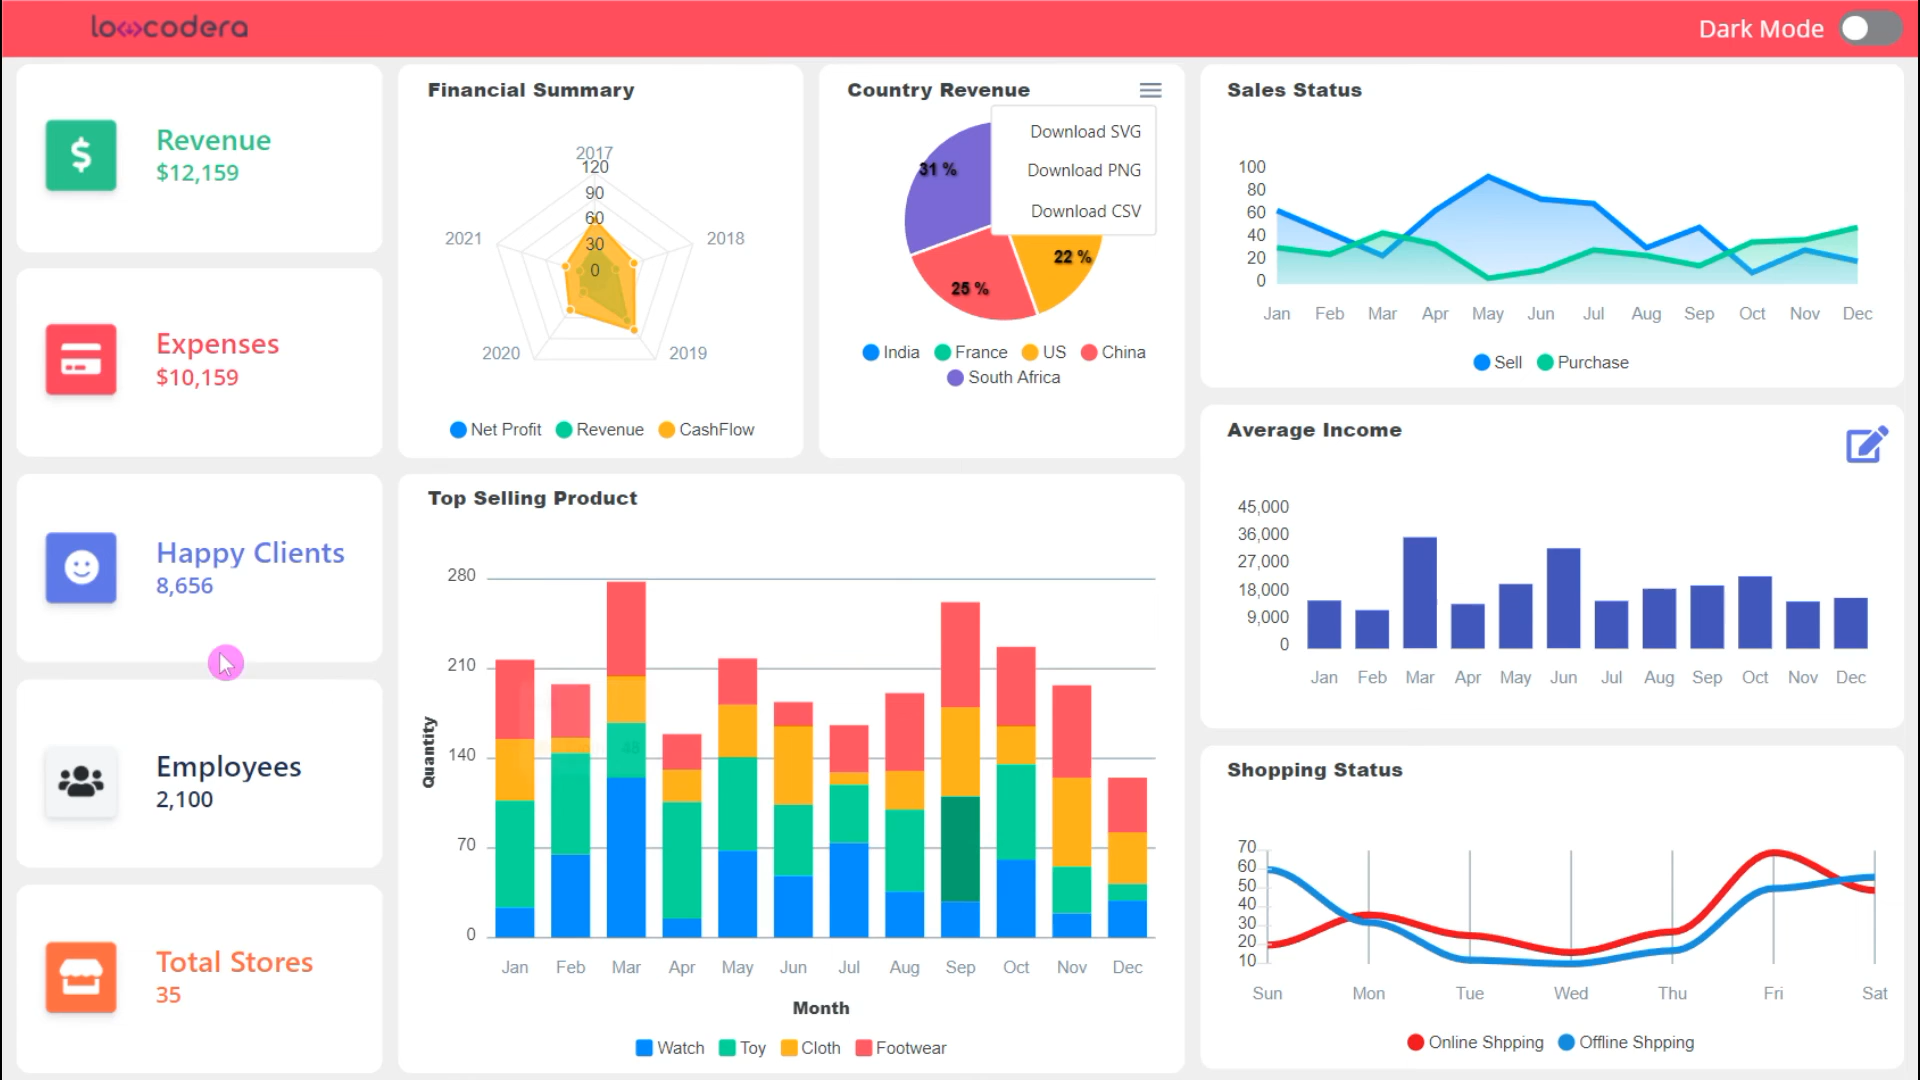 lowcodera
Dark Mode
Revenue
$12,159
Expenses
$10,159
Happy Clients
8,656
Employees
2,100
Total Stores
35
Financial Summary
2017
120
90
60
30
0
2021
2018
2020
2019
Net Profit Revenue CashFlow
Country Revenue
Download SVG
Download PNG
Download CSV
31 %
22 %
25 %
India France US China
South Africa
Top Selling Product
Quantity
280
210
140
70
0
48
Jan Feb Mar Apr May Jun Jul Aug Sep Oct Nov Dec
Month
Watch Toy Cloth Footwear
Sales Status
100
80
60
40
20
0
Jan Feb Mar Apr May Jun Jul Aug Sep Oct Nov Dec
Sell Purchase
Average Income
45,000
36,000
27,000
18,000
9,000
0
Jan Feb Mar Apr May Jun Jul Aug Sep Oct Nov Dec
Shopping Status
70
60
50
40
30
20
10
Sun Mon Tue Wed Thu Fri Sat
Online Shpping Offline Shpping